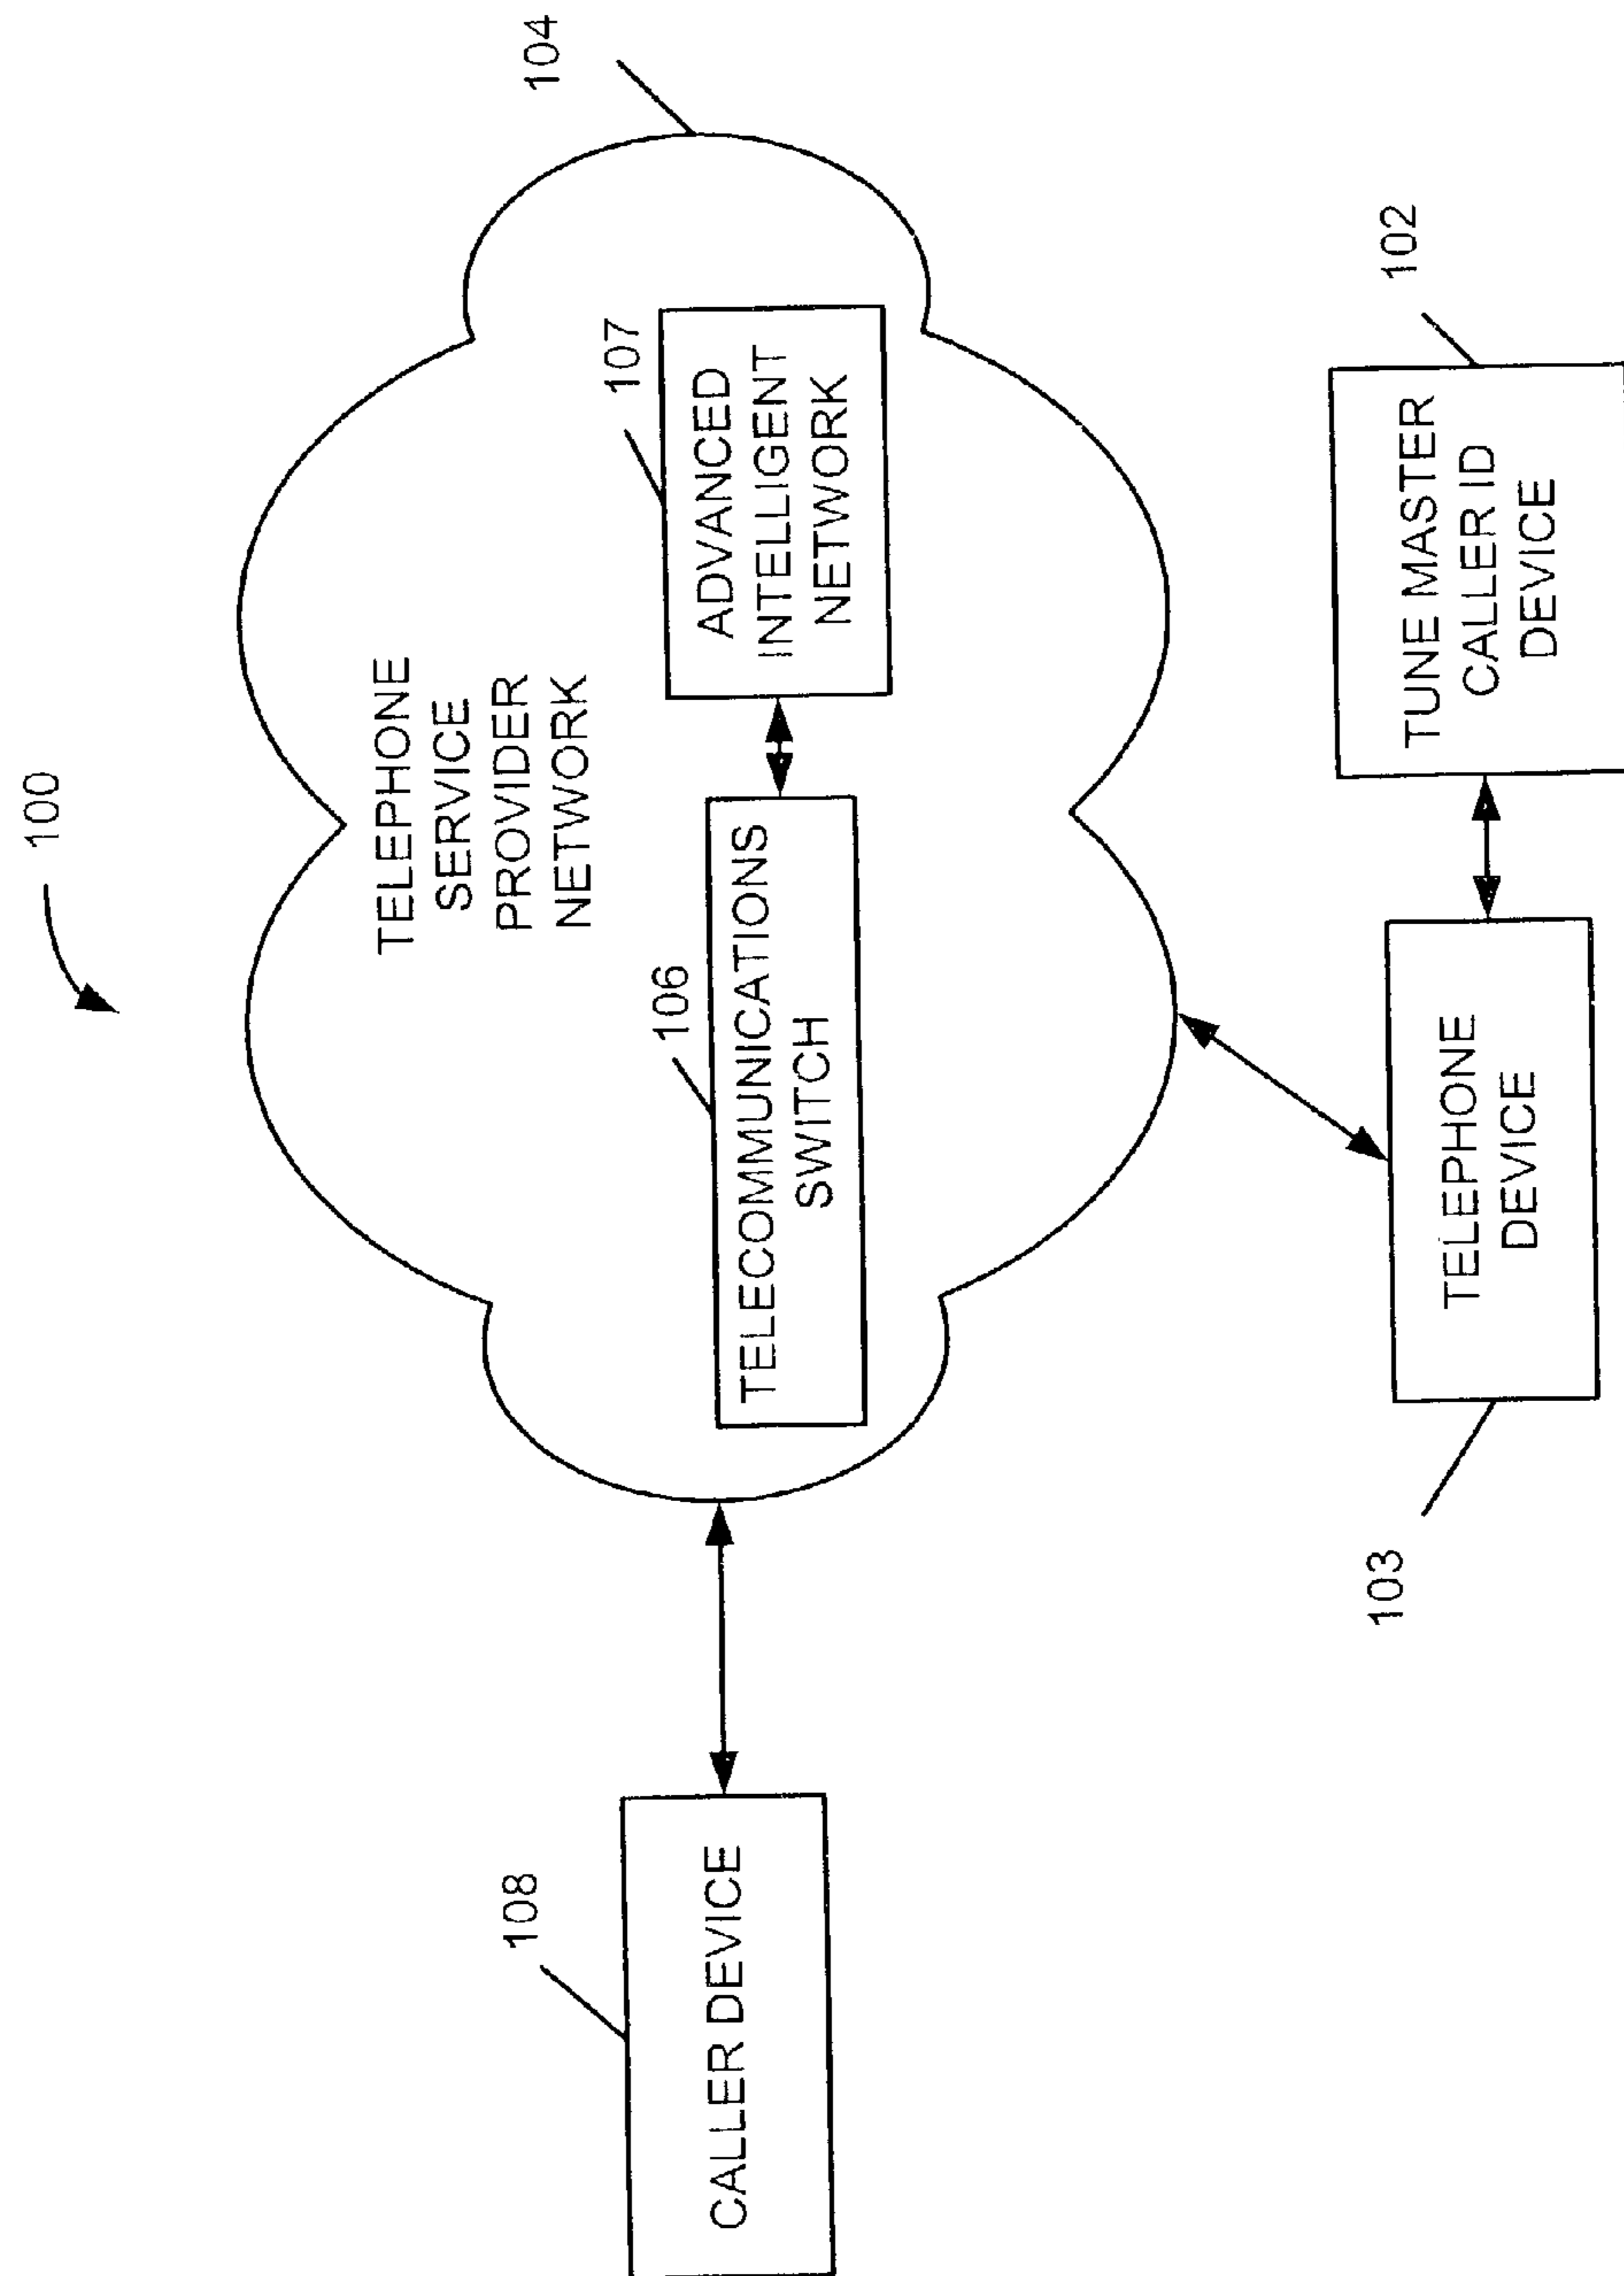 100
104
TELEPHONE
SERVICE
PROVIDER
NETWORK
106
107
TELECOMMUNICATIONS
SWITCH
ADVANCED
INTELLIGENT
NETWORK
108
CALLER DEVICE
103
TELEPHONE
DEVICE
102
TUNE MASTER
CALLER ID
DEVICE